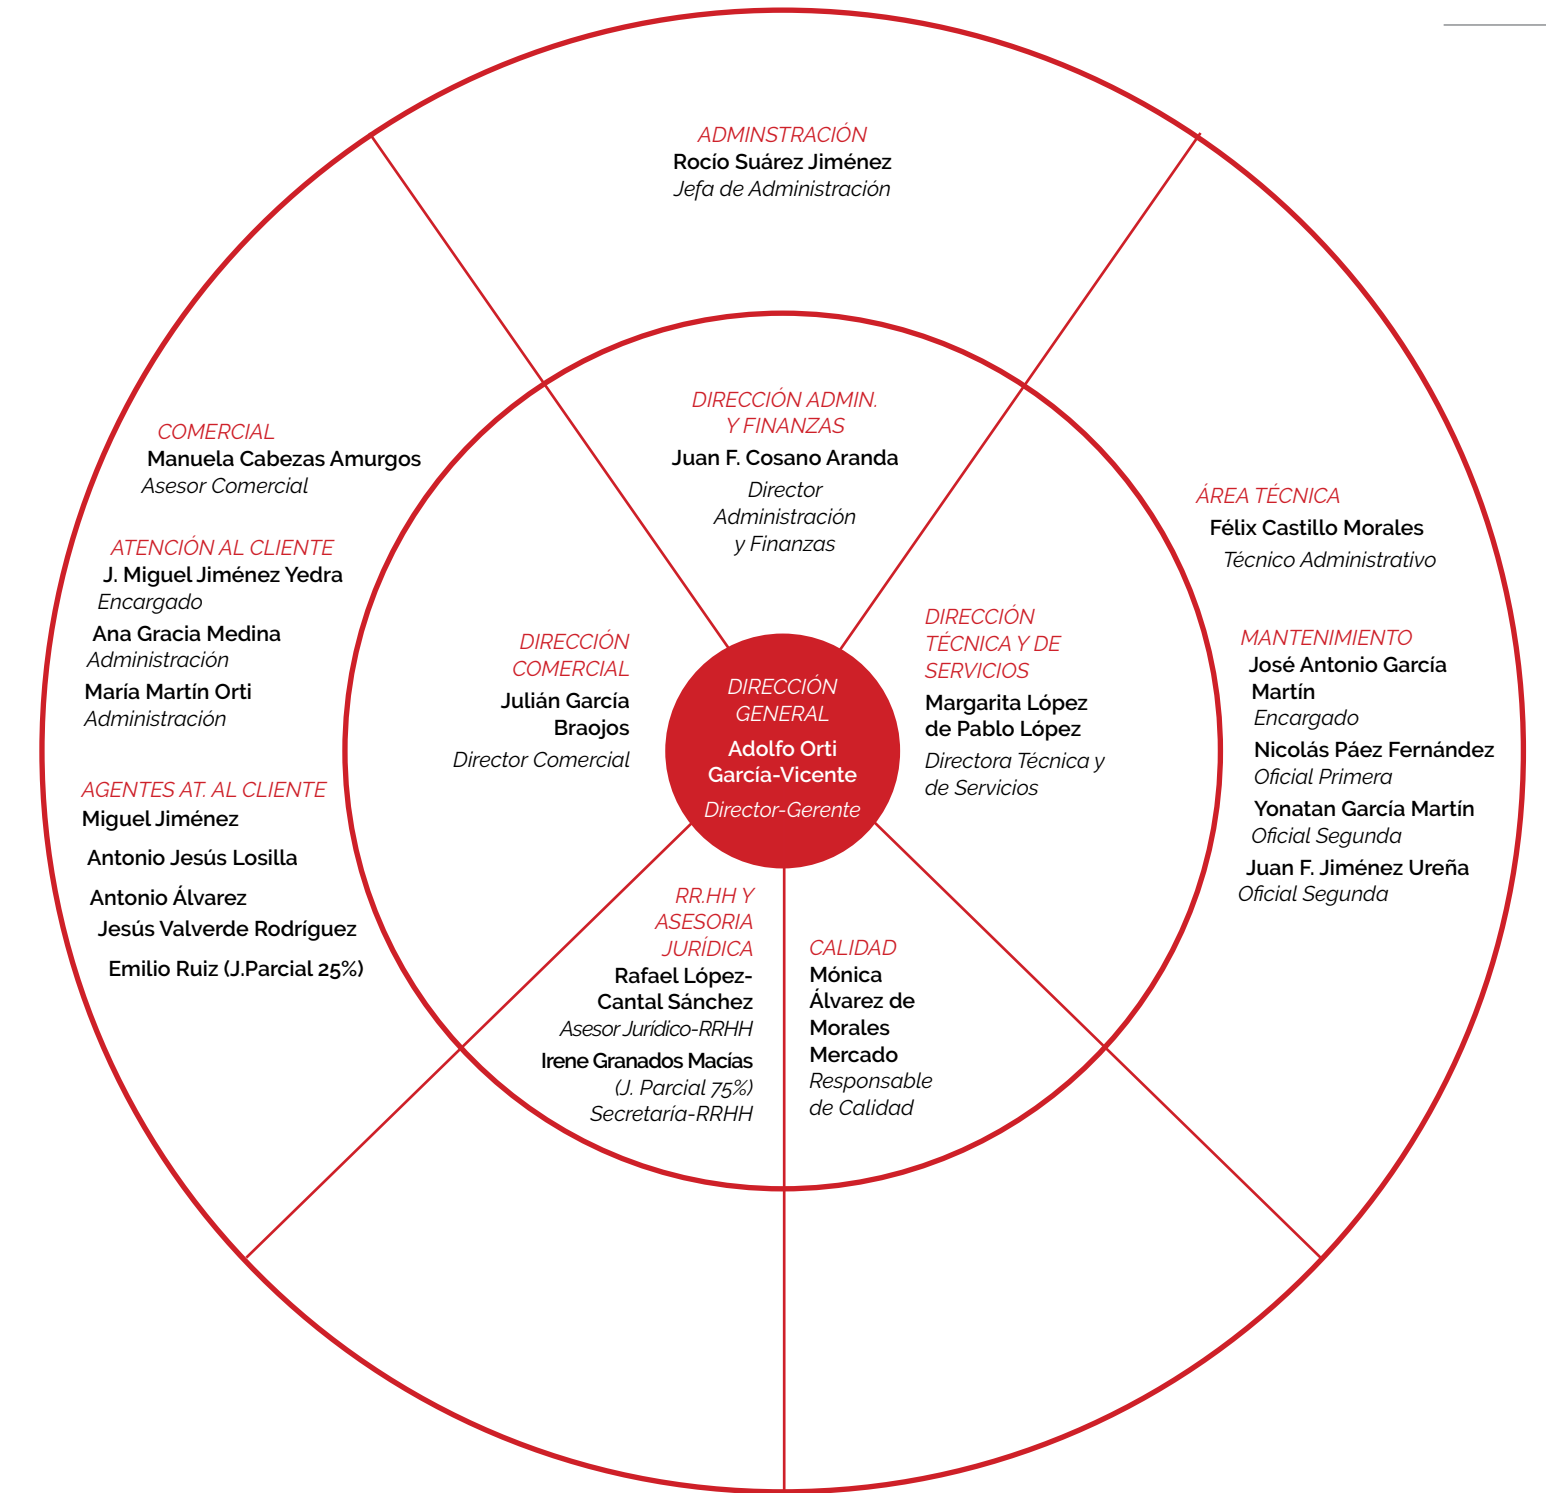 ADMINSTRACIÓN
Rocío Suárez Jiménez
Jefa de Administración
DIRECCIÓN ADMIN.
Y FINANZAS
Juan F. Cosano Aranda
Director
Administración
y Finanzas
COMERCIAL
Manuela Cabezas Amurgos
Asesor Comercial
ATENCIÓN AL CLIENTE
J. Miguel Jiménez Yedra
Encargado
Ana Gracia Medina
Administración
María Martín Orti
Administración
AGENTES AT. AL CLIENTE
Miguel Jiménez
Antonio Jesús Losilla
Antonio Álvarez
Jesús Valverde Rodríguez
Emilio Ruiz (J.Parcial 25%)
DIRECCIÓN
COMERCIAL
Julián García
Braojos
Director Comercial
DIRECCIÓN
GENERAL
Adolfo Orti
García-Vicente
Director-Gerente
DIRECCIÓN
TÉCNICA Y DE
SERVICIOS
Margarita López
de Pablo López
Directora Técnica y
de Servicios
ÁREA TÉCNICA
Félix Castillo Morales
Técnico Administrativo
MANTENIMIENTO
José Antonio García
Martín
Encargado
Nicolás Páez Fernández
Oficial Primera
Yonatan García Martín
Oficial Segunda
Juan F. Jiménez Ureña
Oficial Segunda
RR.HH Y
ASESORIA
JURÍDICA
Rafael López-
Cantal Sánchez
Asesor Jurídico-RRHH
Irene Granados Macías
(J. Parcial 75%)
Secretaría-RRHH
CALIDAD
Mónica
Álvarez de
Morales
Mercado
Responsable
de Calidad